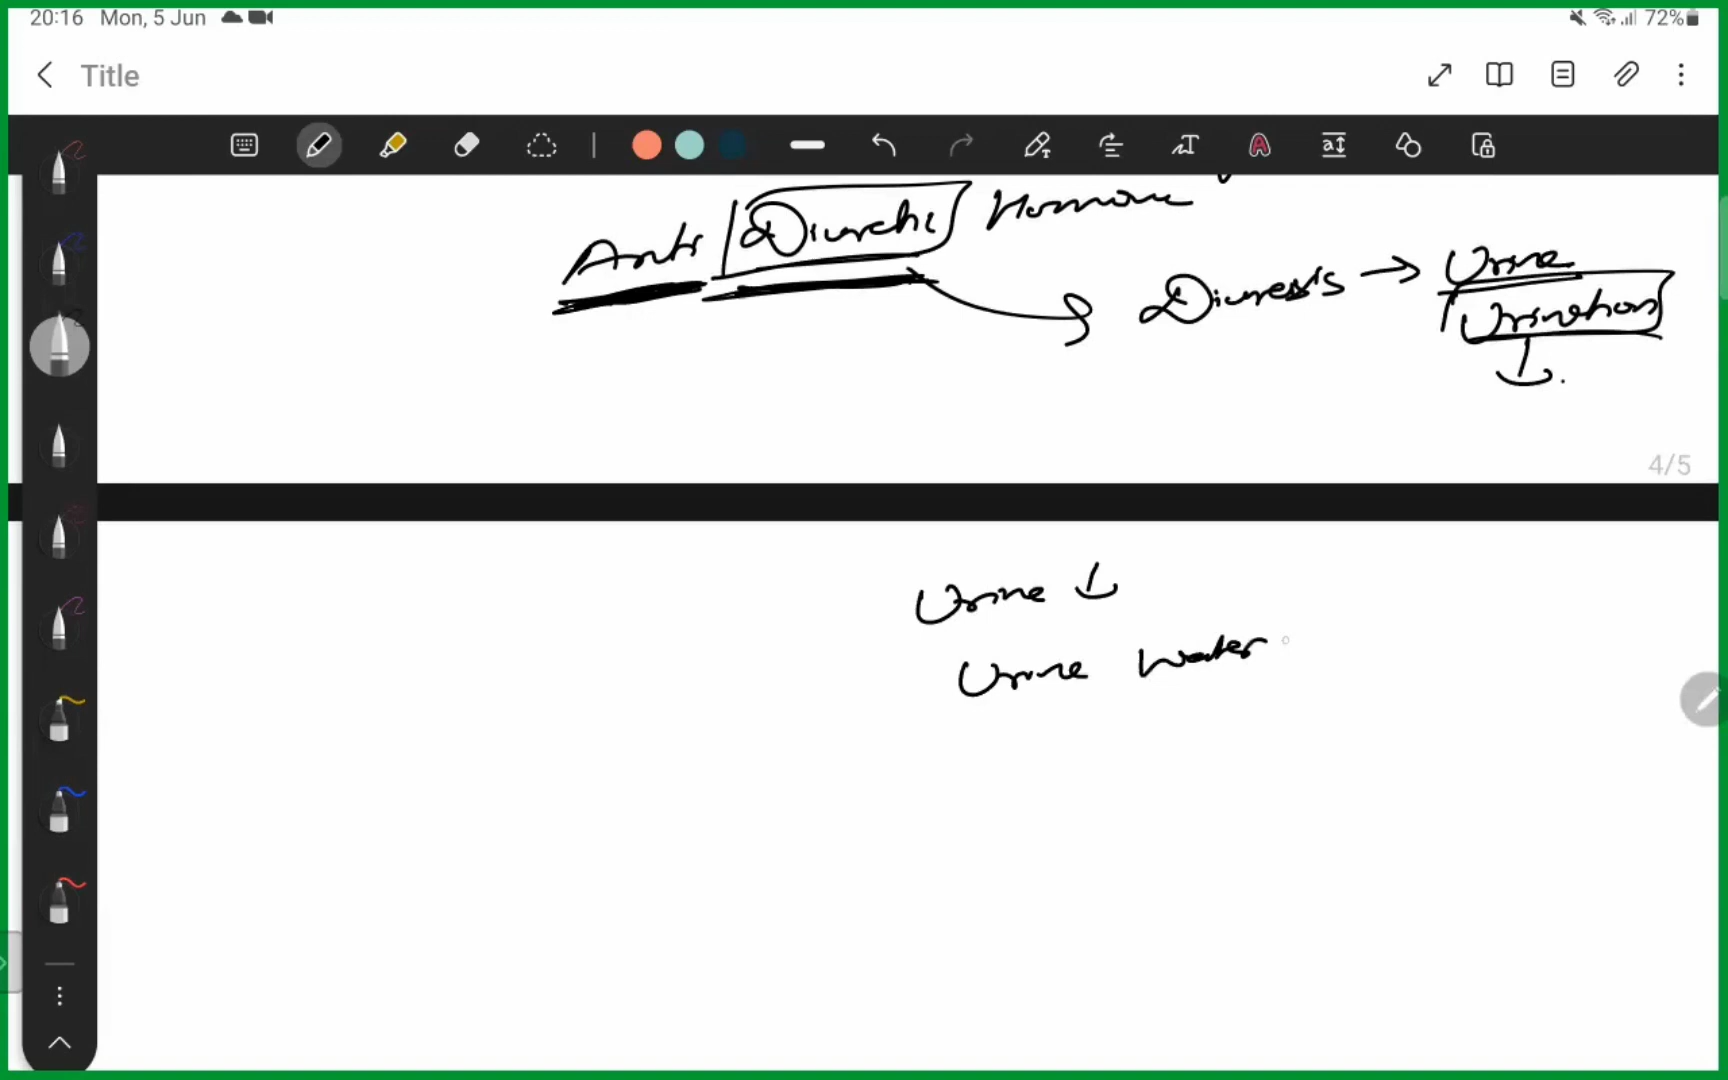 20:16 Mon, 5 Jun 72%
Title
Anti Diuretic Hormone
Diuresis → Urine
Urination
↓.
4/5
Urine ↓
Urine Water